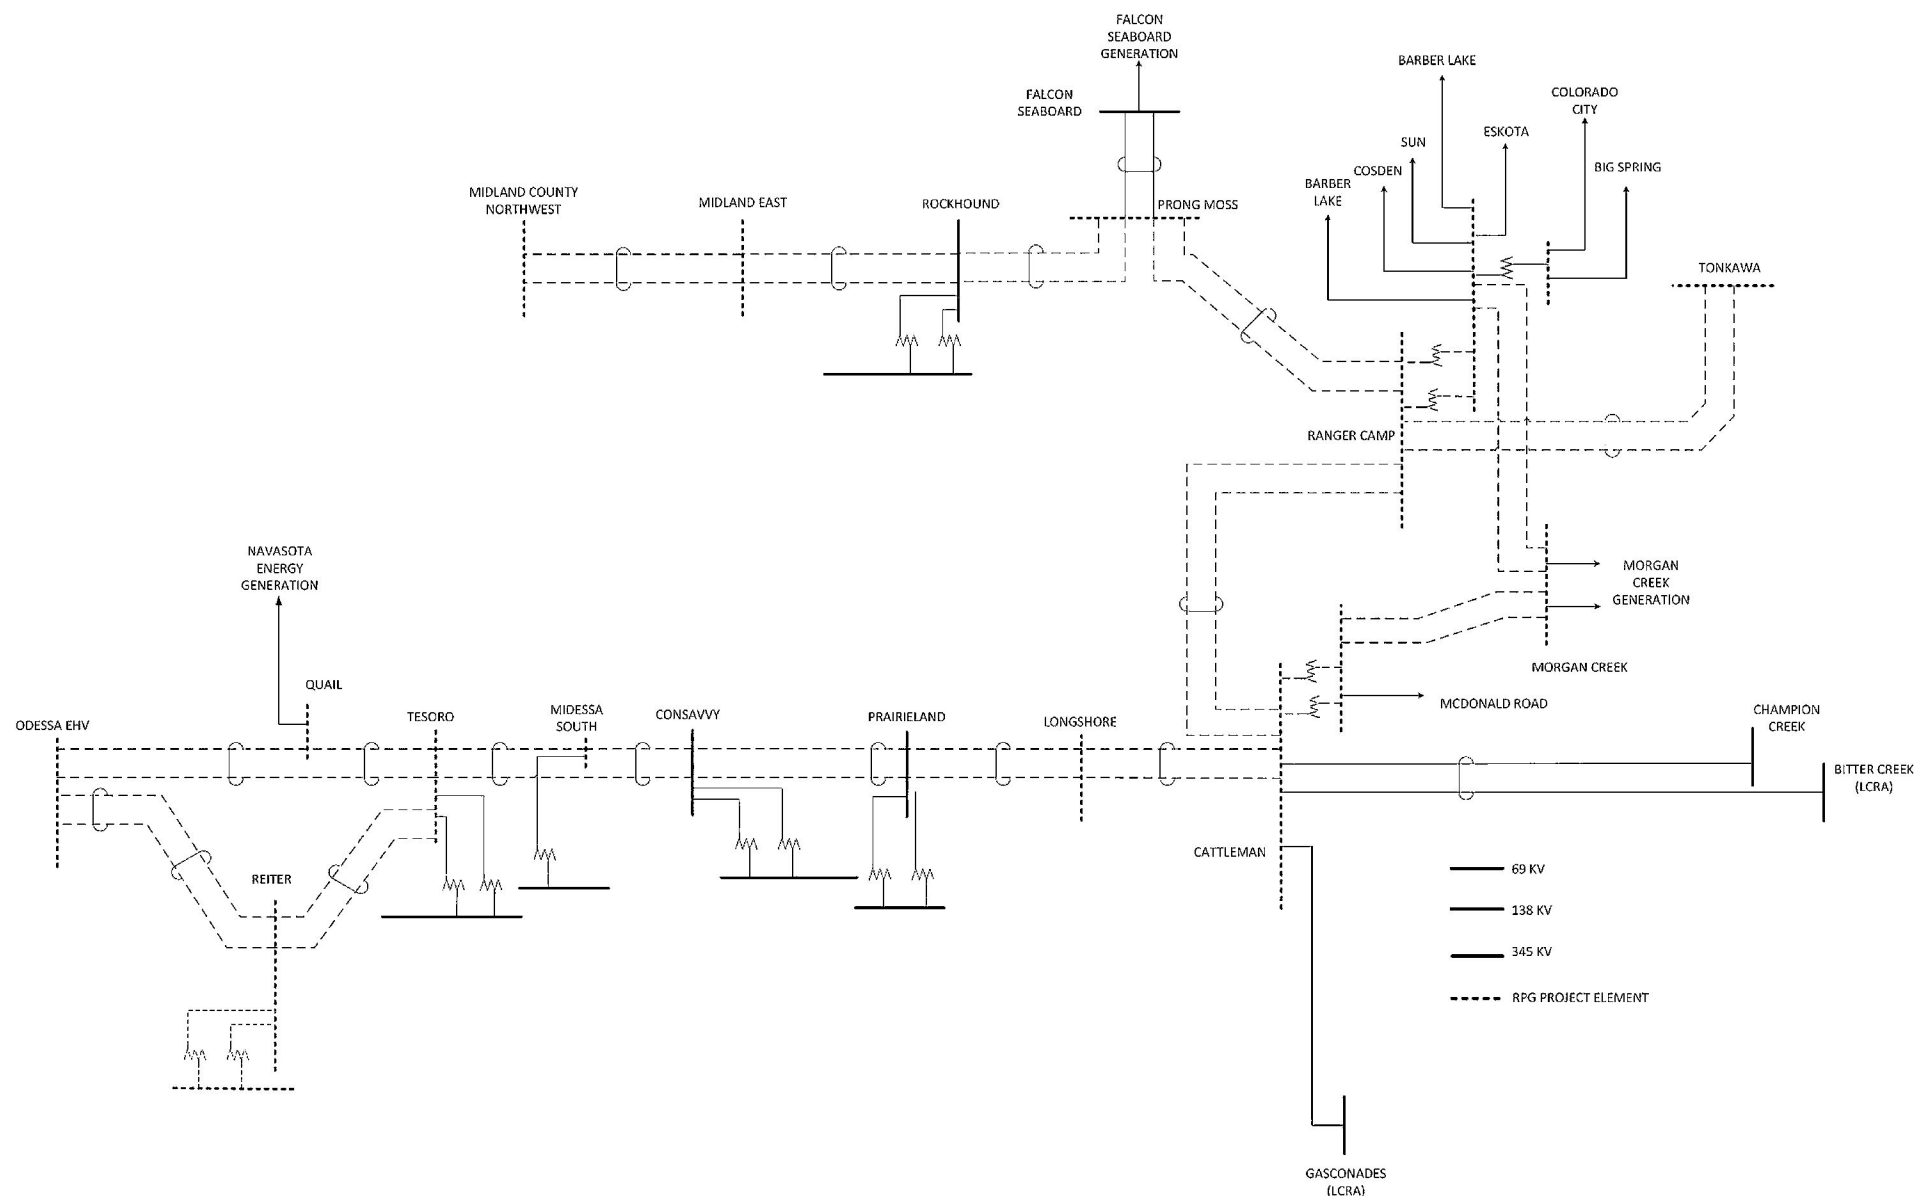 FALCON
SEABOARD
GENERATION
FALCON
SEABOARD
BARBER LAKE
COLORADO
CITY
ESKOTA
SUN
COSDEN
BIG SPRING
BARBER
LAKE
MIDLAND COUNTY
NORTHWEST
MIDLAND EAST
ROCKHOUND
PRONG MOSS
TONKAWA
RANGER CAMP
NAVASOTA
ENERGY
GENERATION
MORGAN
CREEK
GENERATION
MORGAN CREEK
QUAIL
ODESSA EHV
TESORO
MIDESSA
SOUTH
CONSAVVY
PRAIRIELAND
LONGSHORE
MCDONALD ROAD
CHAMPION
CREEK
BITTER CREEK
(LCRA)
CATTLEMAN
REITER
69 KV
138 KV
345 KV
RPG PROJECT ELEMENT
GASCONADES
(LCRA)